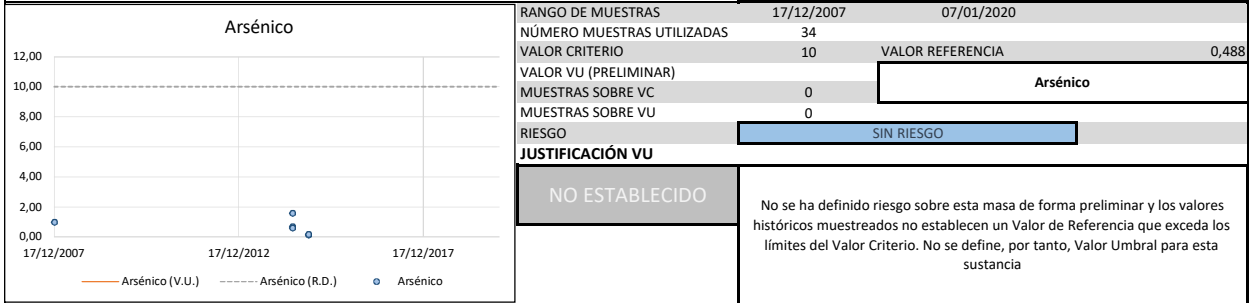 Arsénico
12,00
10,00
8,00
6,00
4,00
2,00
0,00
17/12/2007 17/12/2012 17/12/2017
Arsénico (V.U.) Arsénico (R.D.) Arsénico
RANGO DE MUESTRAS 17/12/2007 07/01/2020
NÚMERO MUESTRAS UTILIZADAS 34
VALOR CRITERIO 10 VALOR REFERENCIA 0,488
VALOR VU (PRELIMINAR)
Arsénico
MUESTRAS SOBRE VC 0
MUESTRAS SOBRE VU 0
RIESGO SIN RIESGO
JUSTIFICACIÓN VU
NO ESTABLECIDO
No se ha definido riesgo sobre esta masa de forma preliminar y los valores
históricos muestreados no establecen un Valor de Referencia que exceda los
límites del Valor Criterio. No se define, por tanto, Valor Umbral para esta
sustancia